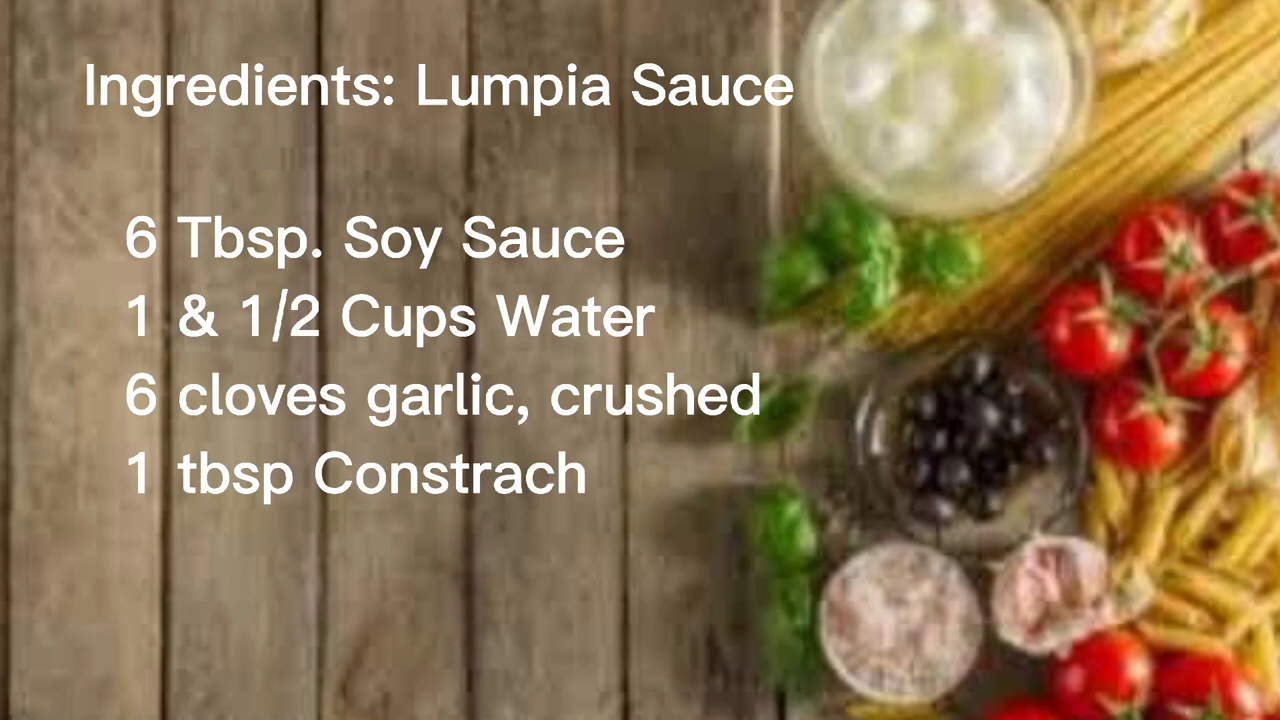 Ingredients: Lumpia Sauce
6 Tbsp. Soy Sauce
1 & 1/2 Cups Water
6 cloves garlic, crushed
1 tbsp Constrach